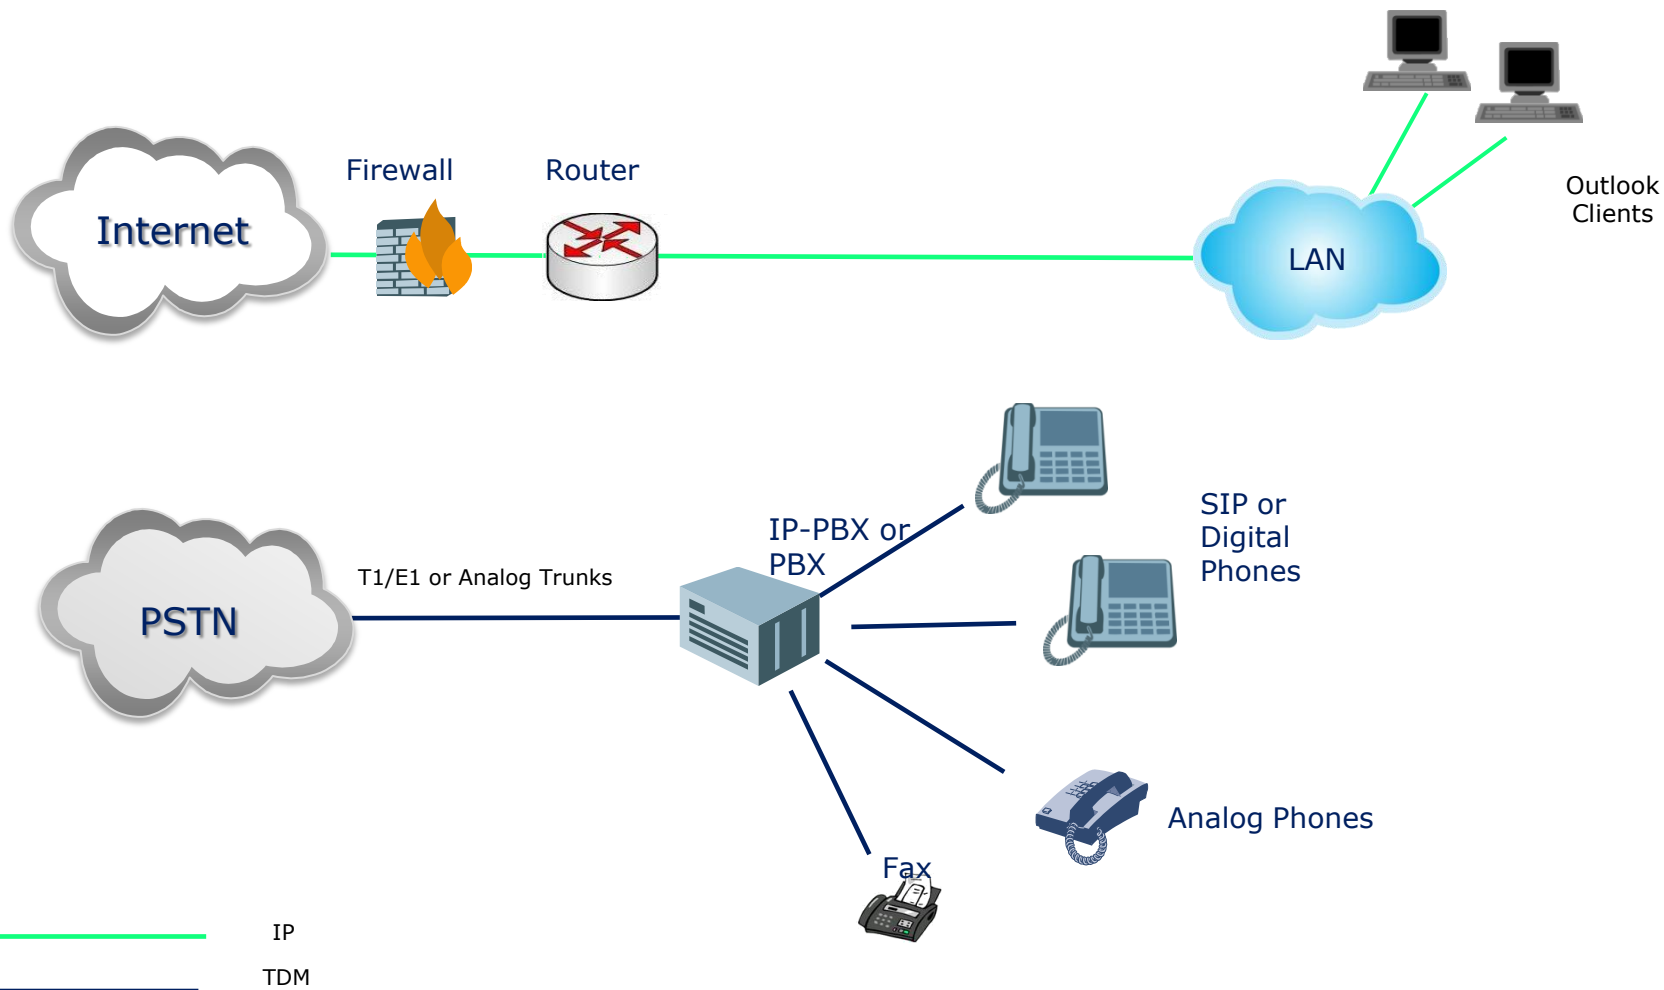 Firewall
Router
Outlook
Clients
Internet
LAN
SIP or
Digital
Phones
IP-PBX or
PBX
T1/E1 or Analog Trunks
PSTN
Analog Phones
Fax
IP
TDM